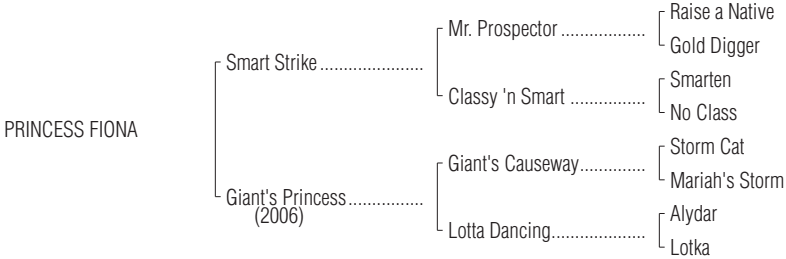 Raise a Native
Mr. Prospector ..................
Gold Digger
Smart Strike ......................
Smarten
Classy 'n Smart ................
No Class
PRINCESS FIONA
Storm Cat
Giant's Causeway..............
Mariah's Storm
Giant's Princess................
(2006)
Alydar
Lotta Dancing....................
Lotka